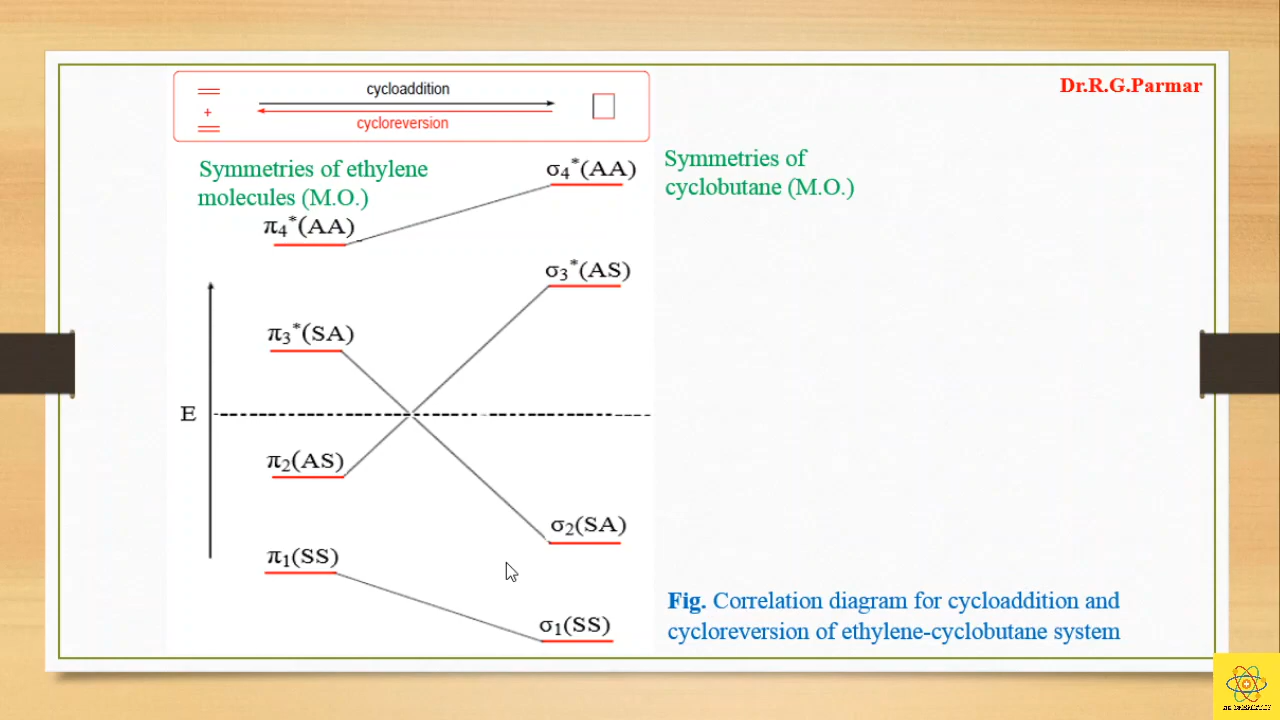 Dr.R.G.Parmar
cycloaddition
+
cycloreversion
Symmetries of ethylene
molecules (M.O.)
Symmetries of
cyclobutane (M.O.)
σ4*(AA)
π4*(AA)
σ3*(AS)
π3*(SA)
E
π2(AS)
σ2(SA)
π1(SS)
σ1(SS)
Fig. Correlation diagram for cycloaddition and
cycloreversion of ethylene-cyclobutane system